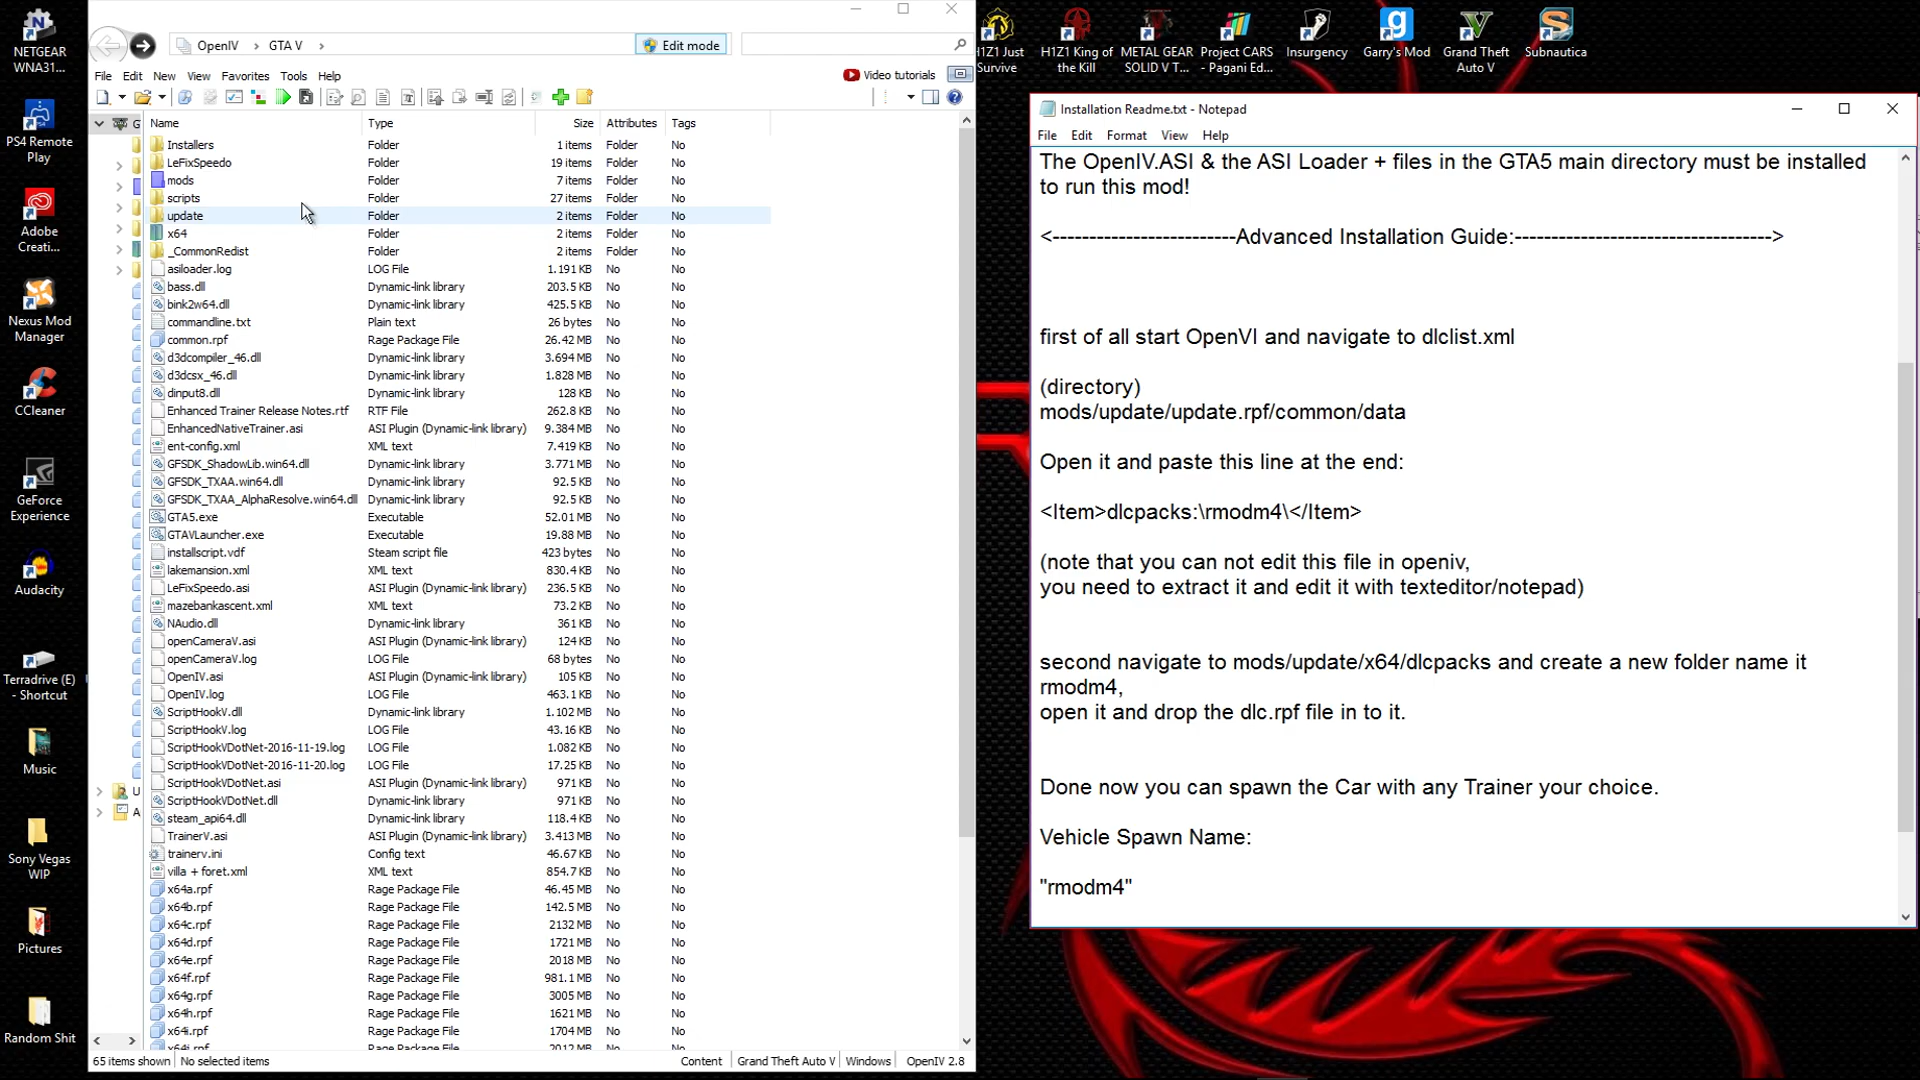 NETGEAR
WNA31...
PS4 Remote
Play
Adobe
Creati...
Nexus Mod
Manager
CCleaner
GeForce
Experience
Audacity
Terradrive (E)
- Shortcut
Music
Sony Vegas
WIP
Pictures
Random Shit
OpenIV > GTA V >
Edit mode
File Edit New View Favorites Tools Help
Video tutorials
G
Name Type Size Attributes Tags
Installers Folder 1 items Folder No
LeFixSpeedo Folder 19 items Folder No
mods Folder 7 items Folder No
scripts Folder 27 items Folder No
update Folder 2 items Folder No
x64 Folder 2 items Folder No
_CommonRedist Folder 2 items Folder No
asiloader.log LOG File 1.191 KB No No
bass.dll Dynamic-link library 203.5 KB No No
bink2w64.dll Dynamic-link library 425.5 KB No No
commandline.txt Plain text 26 bytes No No
common.rpf Rage Package File 26.42 MB No No
d3dcompiler_46.dll Dynamic-link library 3.694 MB No No
d3dcsx_46.dll Dynamic-link library 1.828 MB No No
dinput8.dll Dynamic-link library 128 KB No No
Enhanced Trainer Release Notes.rtf RTF File 262.8 KB No No
EnhancedNativeTrainer.asi ASI Plugin (Dynamic-link library) 9.384 MB No No
ent-config.xml XML text 7.419 KB No No
GFSDK_ShadowLib.win64.dll Dynamic-link library 3.771 MB No No
GFSDK_TXAA.win64.dll Dynamic-link library 92.5 KB No No
GFSDK_TXAA_AlphaResolve.win64.dll Dynamic-link library 92.5 KB No No
GTA5.exe Executable 52.01 MB No No
GTAVLauncher.exe Executable 19.88 MB No No
installscript.vdf Steam script file 423 bytes No No
lakemansion.xml XML text 830.4 KB No No
LeFixSpeedo.asi ASI Plugin (Dynamic-link library) 236.5 KB No No
mazebankascent.xml XML text 73.2 KB No No
NAudio.dll Dynamic-link library 361 KB No No
openCameraV.asi ASI Plugin (Dynamic-link library) 124 KB No No
openCameraV.log LOG File 68 bytes No No
OpenIV.asi ASI Plugin (Dynamic-link library) 105 KB No No
OpenIV.log LOG File 463.1 KB No No
ScriptHookV.dll Dynamic-link library 1.102 MB No No
ScriptHookV.log LOG File 43.16 KB No No
ScriptHookVDotNet-2016-11-19.log LOG File 1.082 KB No No
ScriptHookVDotNet-2016-11-20.log LOG File 17.25 KB No No
ScriptHookVDotNet.asi ASI Plugin (Dynamic-link library) 971 KB No No
U
ScriptHookVDotNet.dll Dynamic-link library 971 KB No No
A
steam_api64.dll Dynamic-link library 118.4 KB No No
TrainerV.asi ASI Plugin (Dynamic-link library) 3.413 MB No No
trainerv.ini Config text 46.67 KB No No
villa + foret.xml XML text 854.7 KB No No
x64a.rpf Rage Package File 46.45 MB No No
x64b.rpf Rage Package File 142.5 MB No No
x64c.rpf Rage Package File 2132 MB No No
x64d.rpf Rage Package File 1721 MB No No
x64e.rpf Rage Package File 2018 MB No No
x64f.rpf Rage Package File 981.1 MB No No
x64g.rpf Rage Package File 3005 MB No No
x64h.rpf Rage Package File 1621 MB No No
x64i.rpf Rage Package File 1704 MB No No
x64j.rpf Rage Package File 2012 MB No No
65 items shown No selected items Content Grand Theft Auto V Windows OpenIV 2.8
H1Z1 Just
Survive
H1Z1 King of
the Kill
METAL GEAR
SOLID V T...
Project CARS
- Pagani Ed...
Insurgency
Garry's Mod
Grand Theft
Auto V
Subnautica
Installation Readme.txt - Notepad
File Edit Format View Help
The OpenIV.ASI & the ASI Loader + files in the GTA5 main directory must be installed
to run this mod!
<-------------------------Advanced Installation Guide:----------------------------------->
first of all start OpenVI and navigate to dlclist.xml
(directory)
mods/update/update.rpf/common/data
Open it and paste this line at the end:
<Item>dlcpacks:\rmodm4\</Item>
(note that you can not edit this file in openiv,
you need to extract it and edit it with texteditor/notepad)
second navigate to mods/update/x64/dlcpacks and create a new folder name it
rmodm4,
open it and drop the dlc.rpf file in to it.
Done now you can spawn the Car with any Trainer your choice.
Vehicle Spawn Name:
"rmodm4"